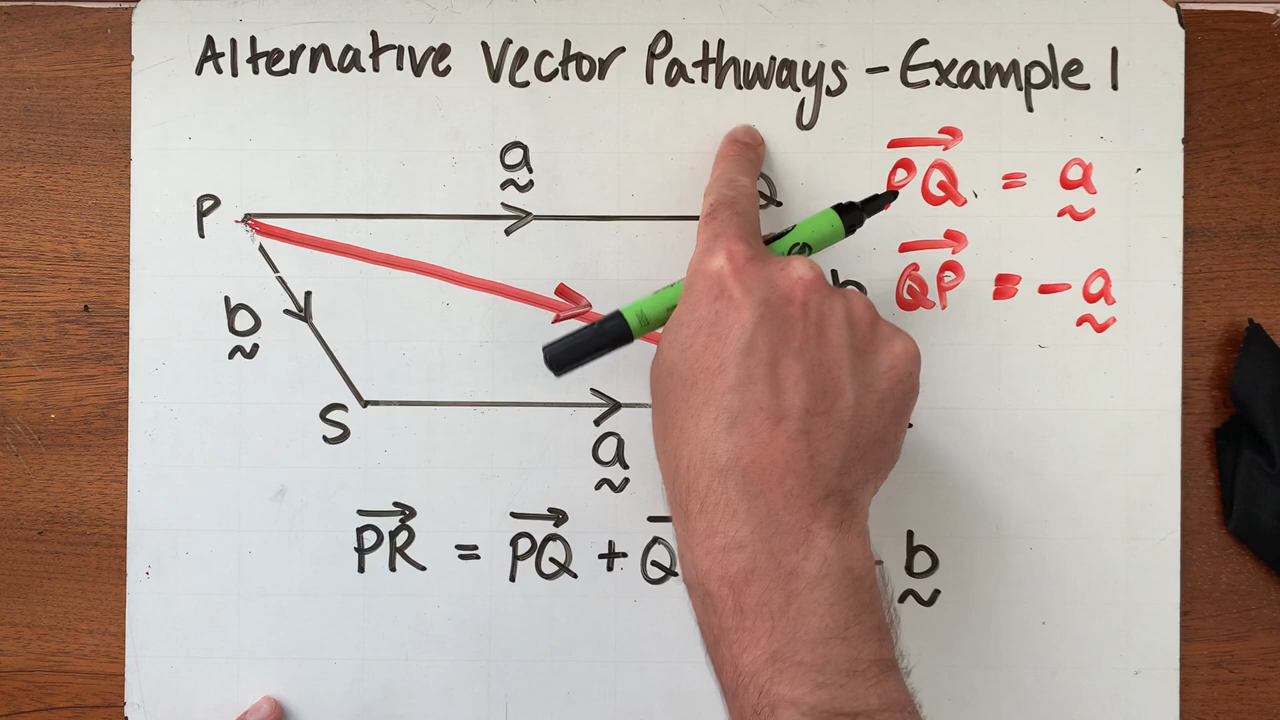 Alternative Vector Pathways - Example 1
a
P Q
PQ = a
b b
QP = - a
S
a
PR = PQ + Q b